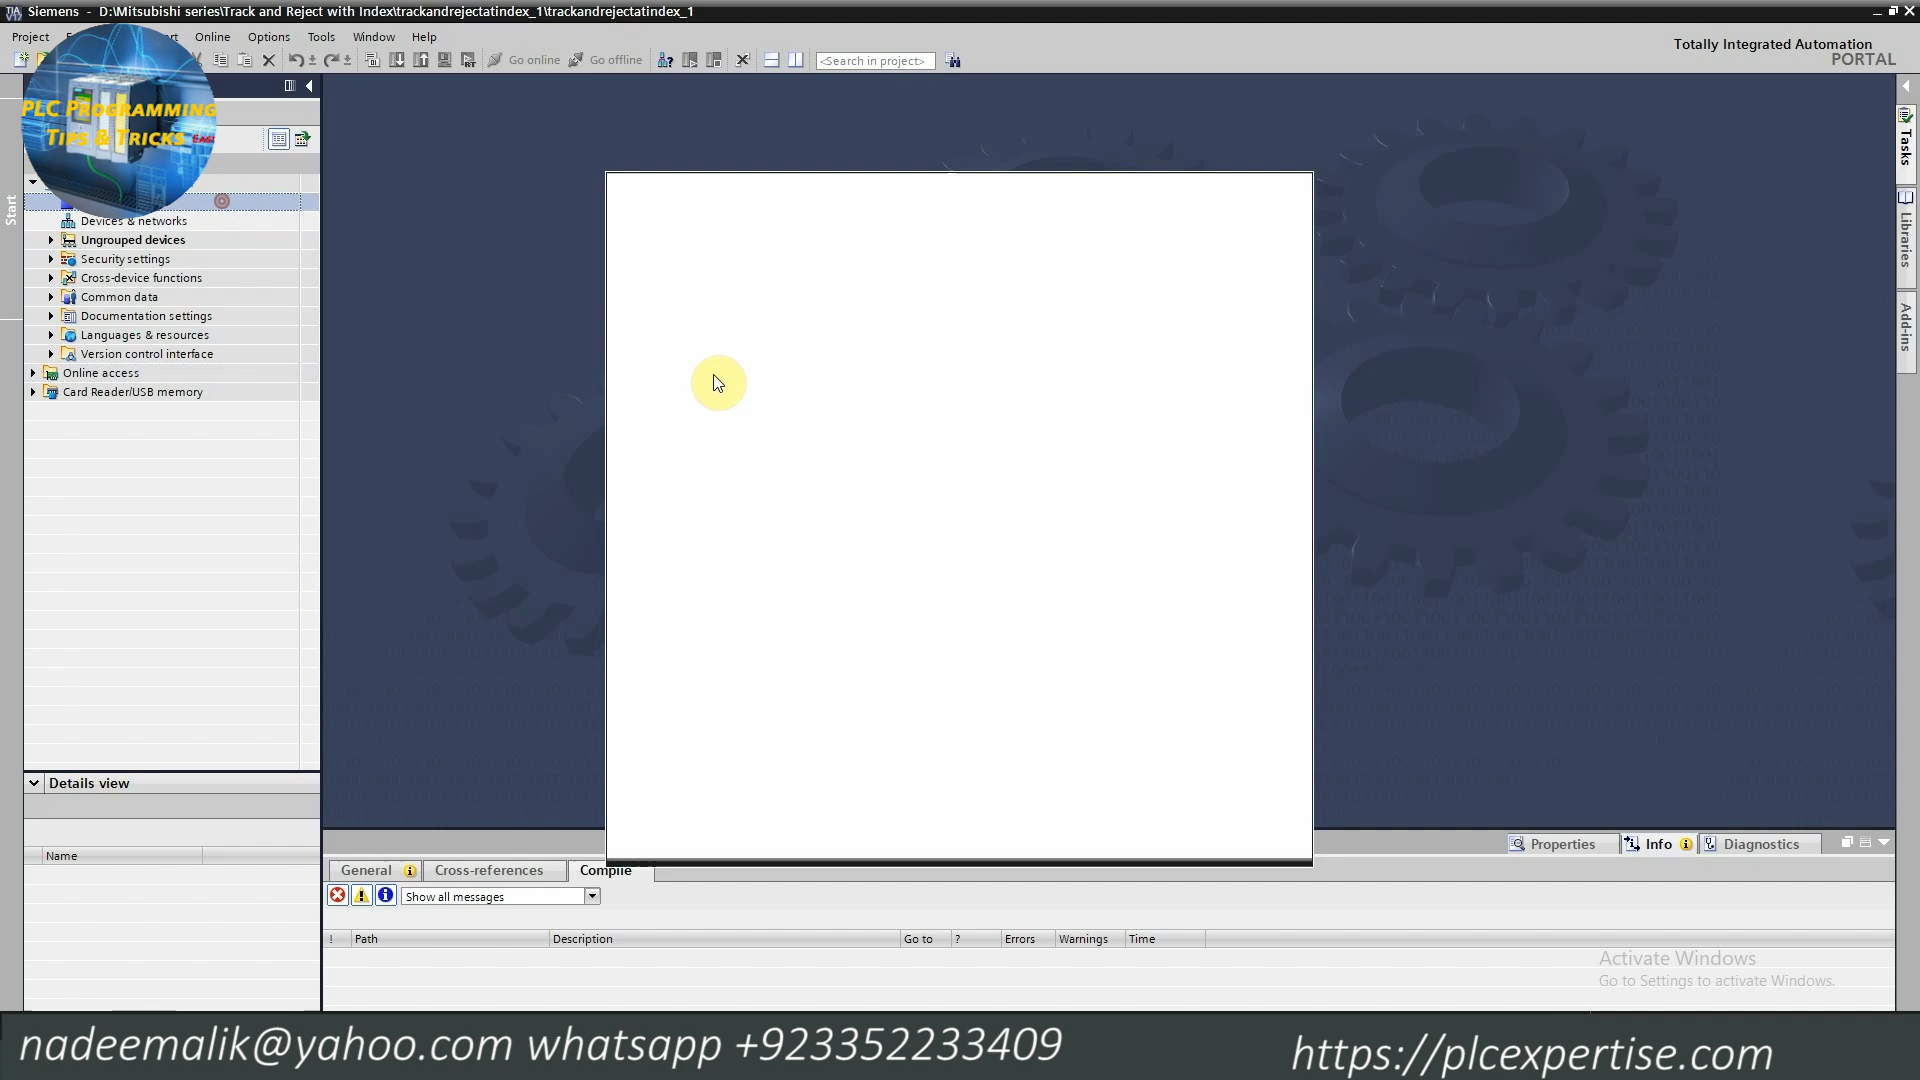 Siemens - D:\Mitsubishi series\Track and Reject with Index\trackandrejectatindex_1\trackandrejectatindex_1
Project
Online Options Tools Window Help
Totally Integrated Automation
PORTAL
Go online Go offline <Search in project>
PLC PROGRAMMING
TIPS & TRICKS EASY
Start
Devices & networks
Ungrouped devices
Security settings
Cross-device functions
Common data
Documentation settings
Languages & resources
Version control interface
Online access
Card Reader/USB memory
Tasks
Libraries
Add-ins
Details view
Name
Properties Info Diagnostics
General Cross-references Compile
Show all messages
! Path Description Go to ? Errors Warnings Time
Activate Windows
Go to Settings to activate Windows.
nadeemalik@yahoo.com whatsapp +923352233409
https://plcexpertise.com